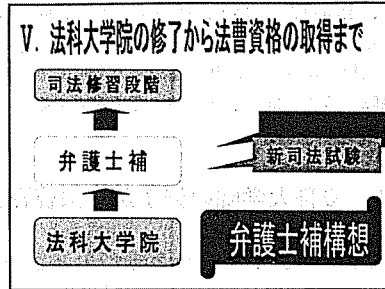 Ⅴ. 法科大学院の修了から法曹資格の取得まで
司法修習段階
弁護士補
新司法試験
法科大学院
弁護士補構想